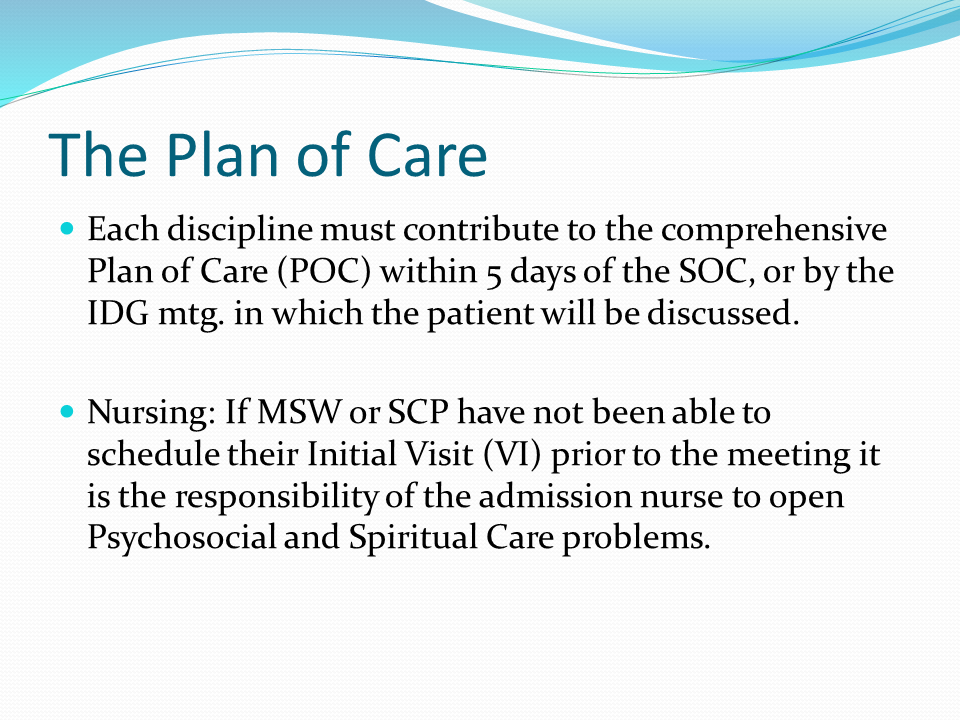 The Plan of Care
Each discipline must contribute to the comprehensive
Plan of Care (POC) within 5 days of the SOC, or by the
IDG mtg. in which the patient will be discussed.
Nursing: If MSW or SCP have not been able to
schedule their Initial Visit (VI) prior to the meeting it
is the responsibility of the admission nurse to open
Psychosocial and Spiritual Care problems.